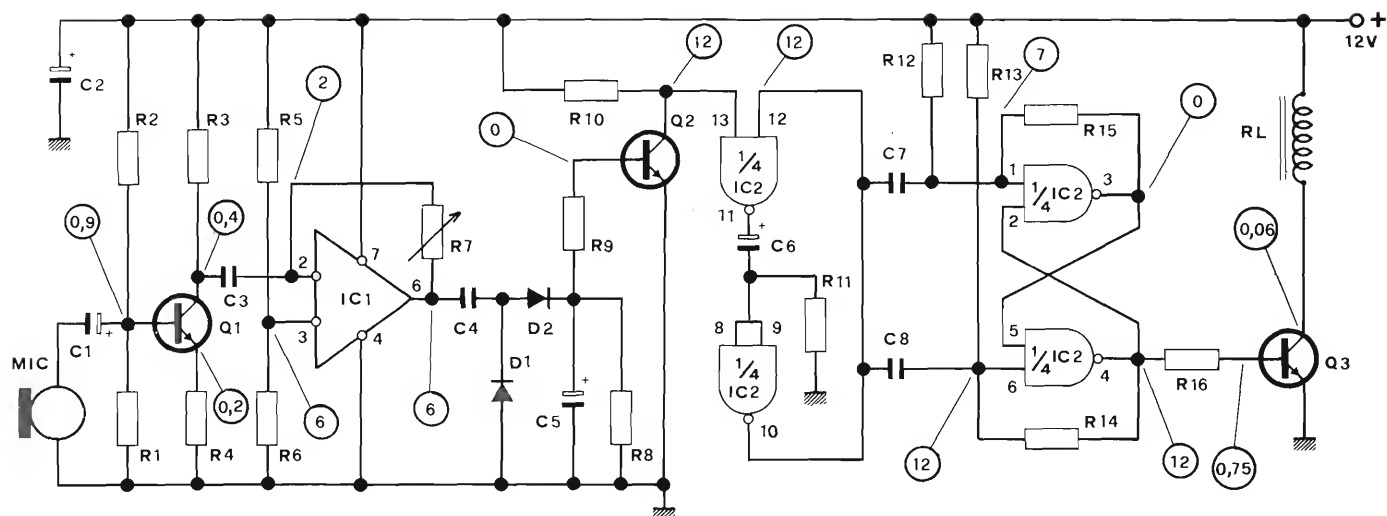 +
12V
C2
+
R2
R3
R5
2
R10
12
12
R12
R13
7
0
R15
RL
Q2
13
12
0
1/4
IC2
11
+
C6
C7
1
2
1/4 IC2
3
0,9
0,4
R7
7
2
6
IC1
3
4
R9
R11
0,06
C3
Q1
C4
D2
D1
8
9
1/4
IC2
10
C8
5
6
1/4 IC2
4
R16
Q3
MIC
C1
+
0,2
6
6
C5
+
R1
R4
R6
R8
12
R14
12
0,75